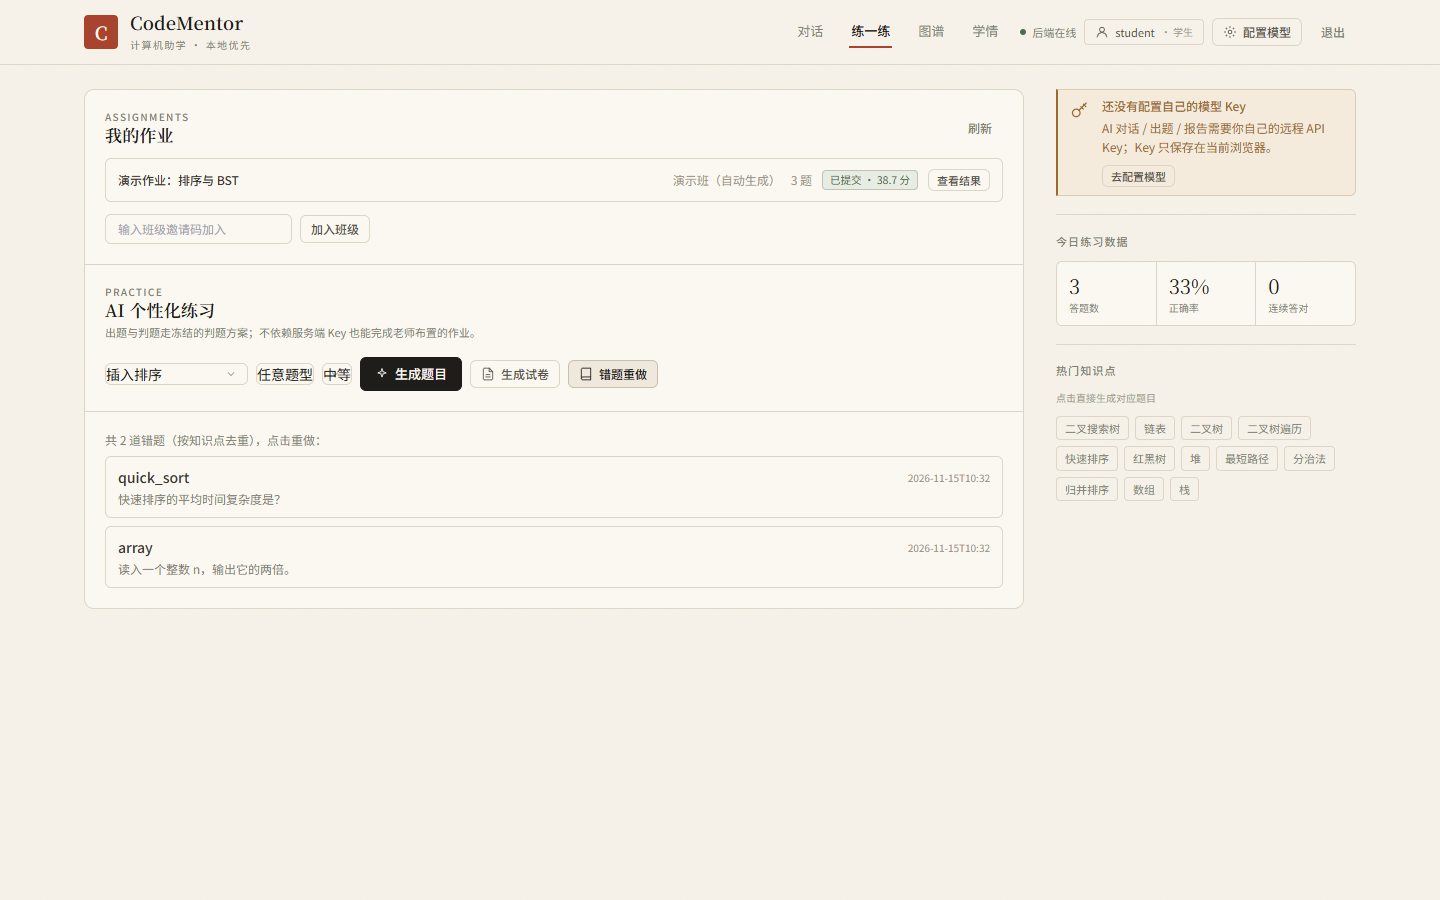 C CodeMentor
计算机助学 · 本地优先
对话 练一练 图谱 学情 后端在线 student · 学生 配置模型 退出
ASSIGNMENTS
我的作业
刷新
演示作业：排序与 BST 演示班（自动生成） 3 题 已提交 · 38.7 分 查看结果
输入班级邀请码加入 加入班级
PRACTICE
AI 个性化练习
出题与判题走冻结的判题方案；不依赖服务端 Key 也能完成老师布置的作业。
插入排序 任意题型 中等 生成题目 生成试卷 错题重做
共 2 道错题（按知识点去重），点击重做：
quick_sort 2026-11-15T10:32
快速排序的平均时间复杂度是?
array 2026-11-15T10:32
读入一个整数 n，输出它的两倍。
还没有配置自己的模型 Key
AI 对话 / 出题 / 报告需要你自己的远程 API
Key；Key 只保存在当前浏览器。
去配置模型
今日练习数据
3 33% 0
答题数 正确率 连续答对
热门知识点
点击直接生成对应题目
二叉搜索树 链表 二叉树 二叉树遍历
快速排序 红黑树 堆 最短路径 分治法
归并排序 数组 栈